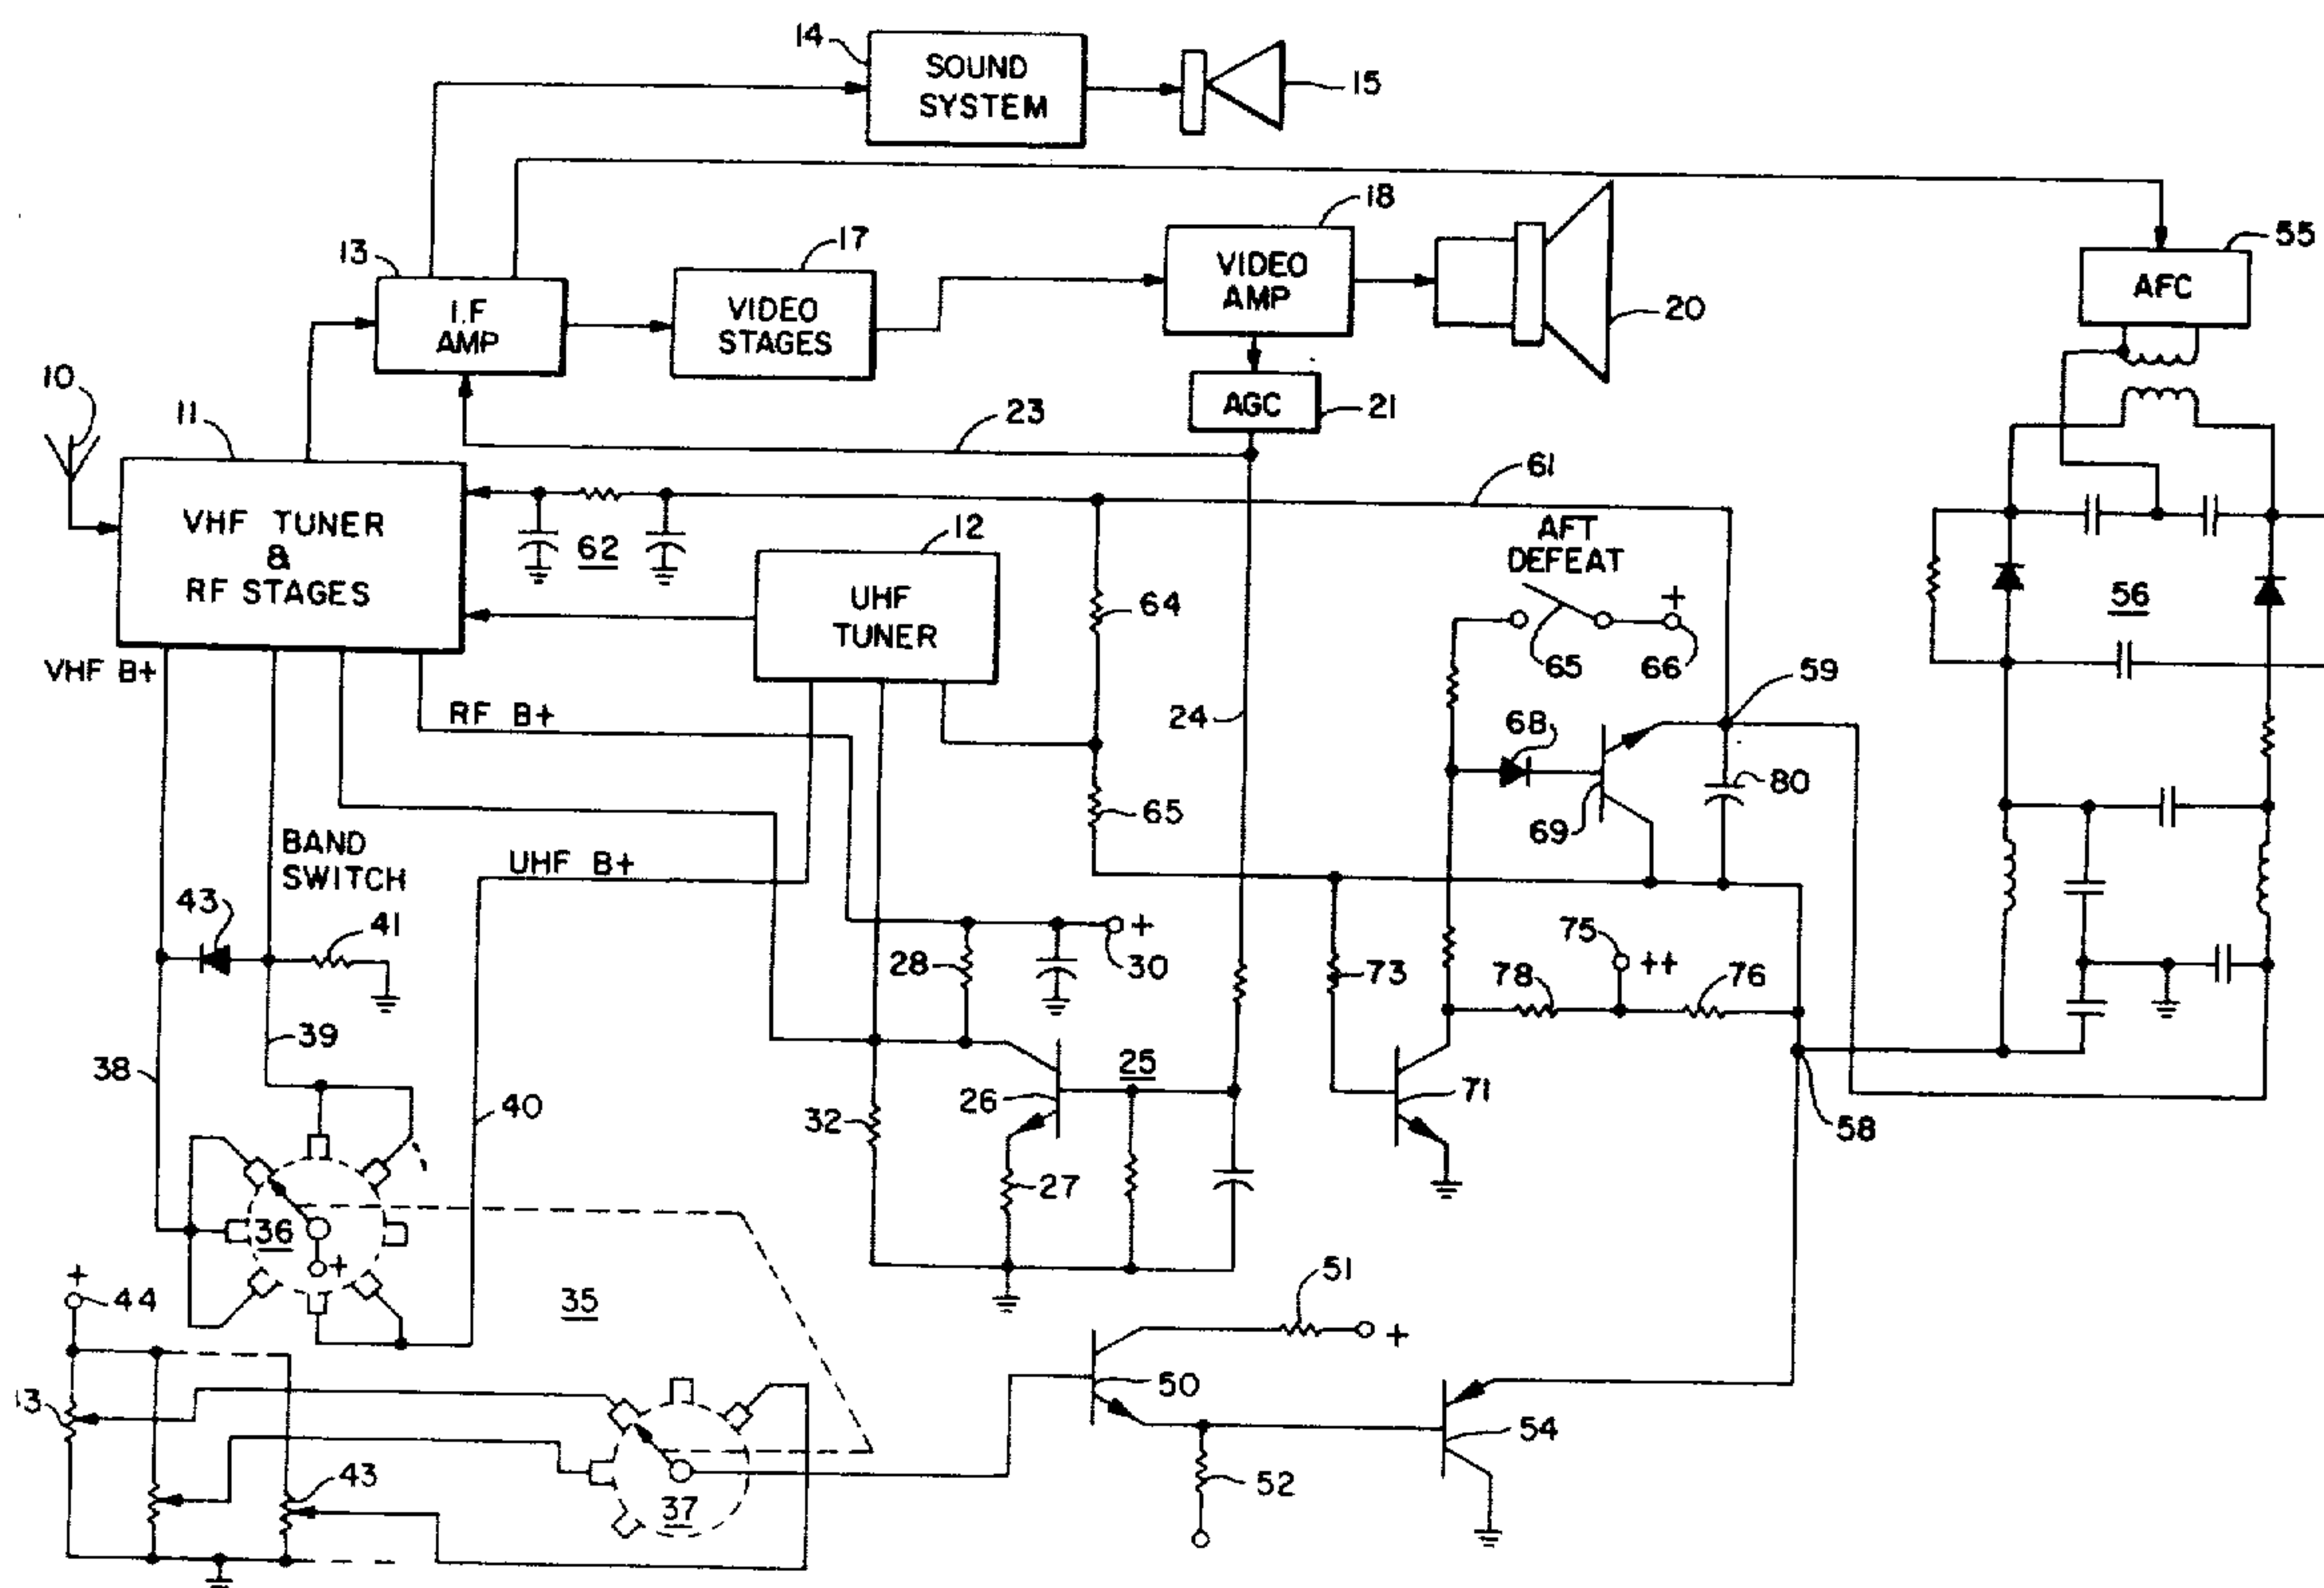 14
SOUND
SYSTEM
15
18
55
13
17
I.F
AMP
VIDEO
STAGES
VIDEO
AMP
20
AFC
10
11
23
AGC
21
61
VHF TUNER
&
RF STAGES
62
12
UHF
TUNER
64
AFT
DEFEAT
+
65
66
56
59
VHF B+
RF B+
24
68
80
65
69
BAND
SWITCH
UHF B+
43
41
28
+
30
73
75
++
78
76
39
38
40
25
26
32
27
71
58
36
+
+
44
35
51
+
50
54
13
43
37
52